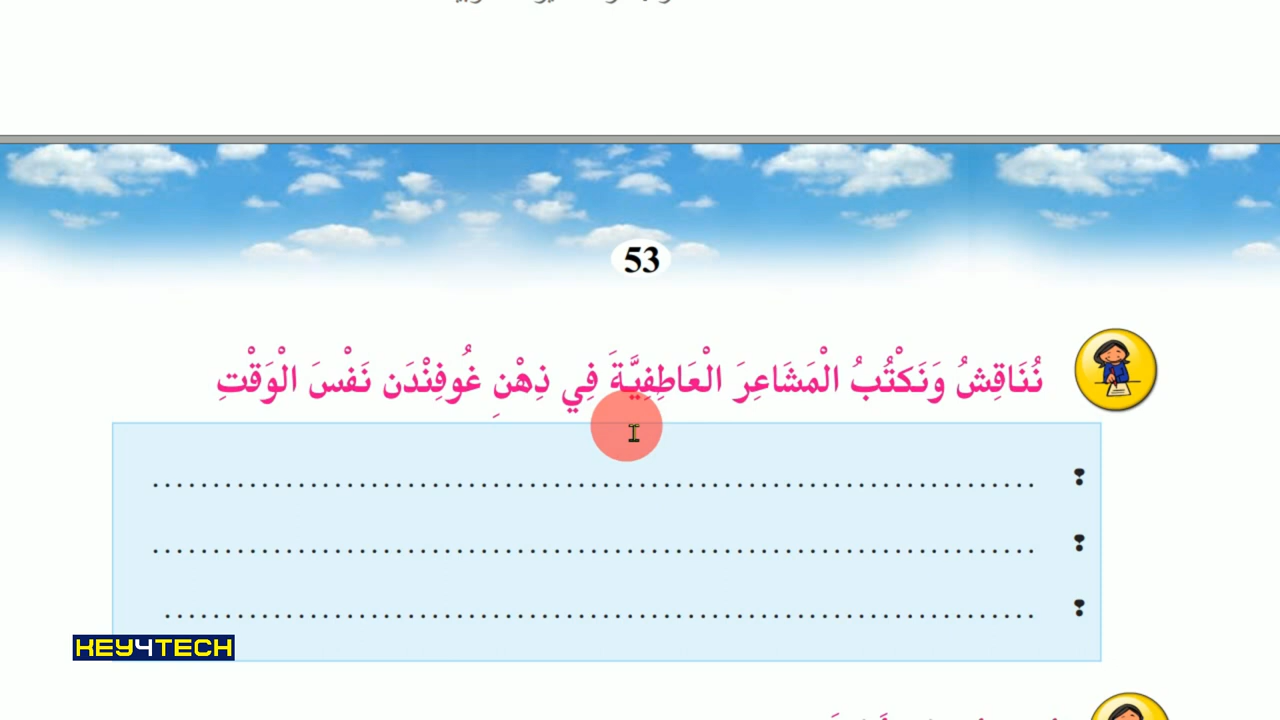 53
نُنَاقِشُ وَنَكْتُبُ الْمَشَاعِرَ الْعَاطِفِيَّةَ فِي ذِهْنِ غُوفِنْدَن نَفْسَ الْوَقْتِ
KEY4TECH